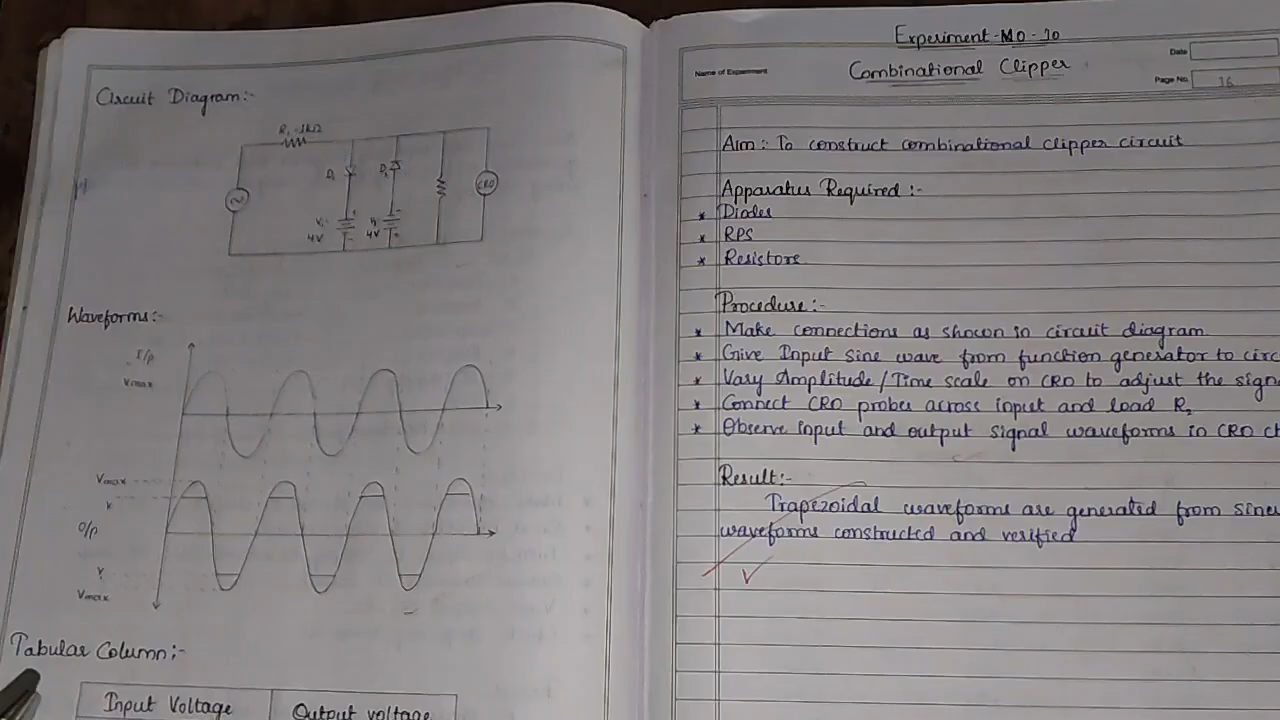 Circuit Diagram:-
R₁ 1kΩ
D₁
D₂
CRO
V₁
4V
V₂
4V
Waveforms:-
I/p
Vmax
Vmax
V
O/p
V
Vmax
Tabular Column:-
Input Voltage
Output voltage
Experiment-NO-10
Name of Experiment
Combinational Clipper
Date
Page No.
16
Aim: To construct combinational clipper circuit
Apparatus Required:-
* Diodes
* RPS
* Resistors
Procedure:-
* Make connections as shown in circuit diagram
* Give Input sine wave from function generator to circ
* Vary Amplitude/Time scale on CRO to adjust the sign
* Connect CRO probes across input and load R₂
* Observe input and output signal waveforms in CRO ch
Result:-
Trapezoidal waveforms are generated from sine
waveforms constructed and verified